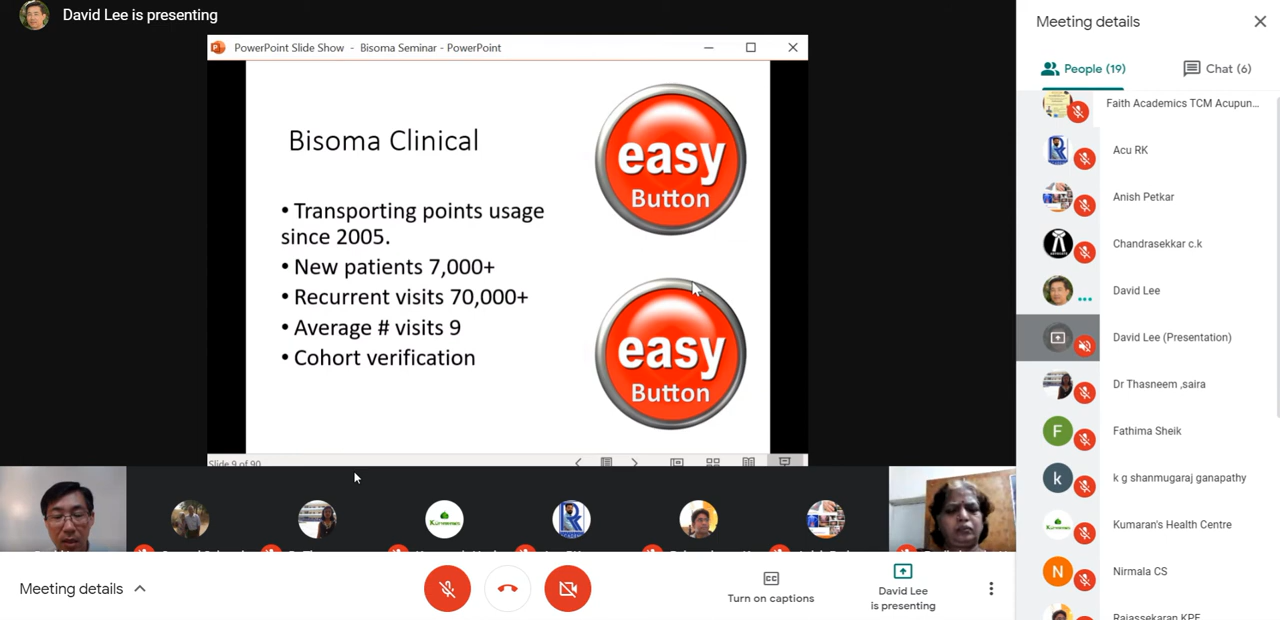 David Lee is presenting
PowerPoint Slide Show - Bisoma Seminar - PowerPoint
Bisoma Clinical
• Transporting points usage
since 2005.
• New patients 7,000+
• Recurrent visits 70,000+
• Average # visits 9
• Cohort verification
easy
Button
easy
Button
Slide 9 of 90
Meeting details
Turn on captions
David Lee
is presenting
Meeting details
People (19)
Chat (6)
Faith Academics TCM Acupun...
Acu RK
Anish Petkar
Chandrasekkar c.k
David Lee
David Lee (Presentation)
Dr Thasneem ,saira
F
Fathima Sheik
k
k g shanmugaraj ganapathy
Kumaran's Health Centre
N
Nirmala CS
Rajassekaran KPF